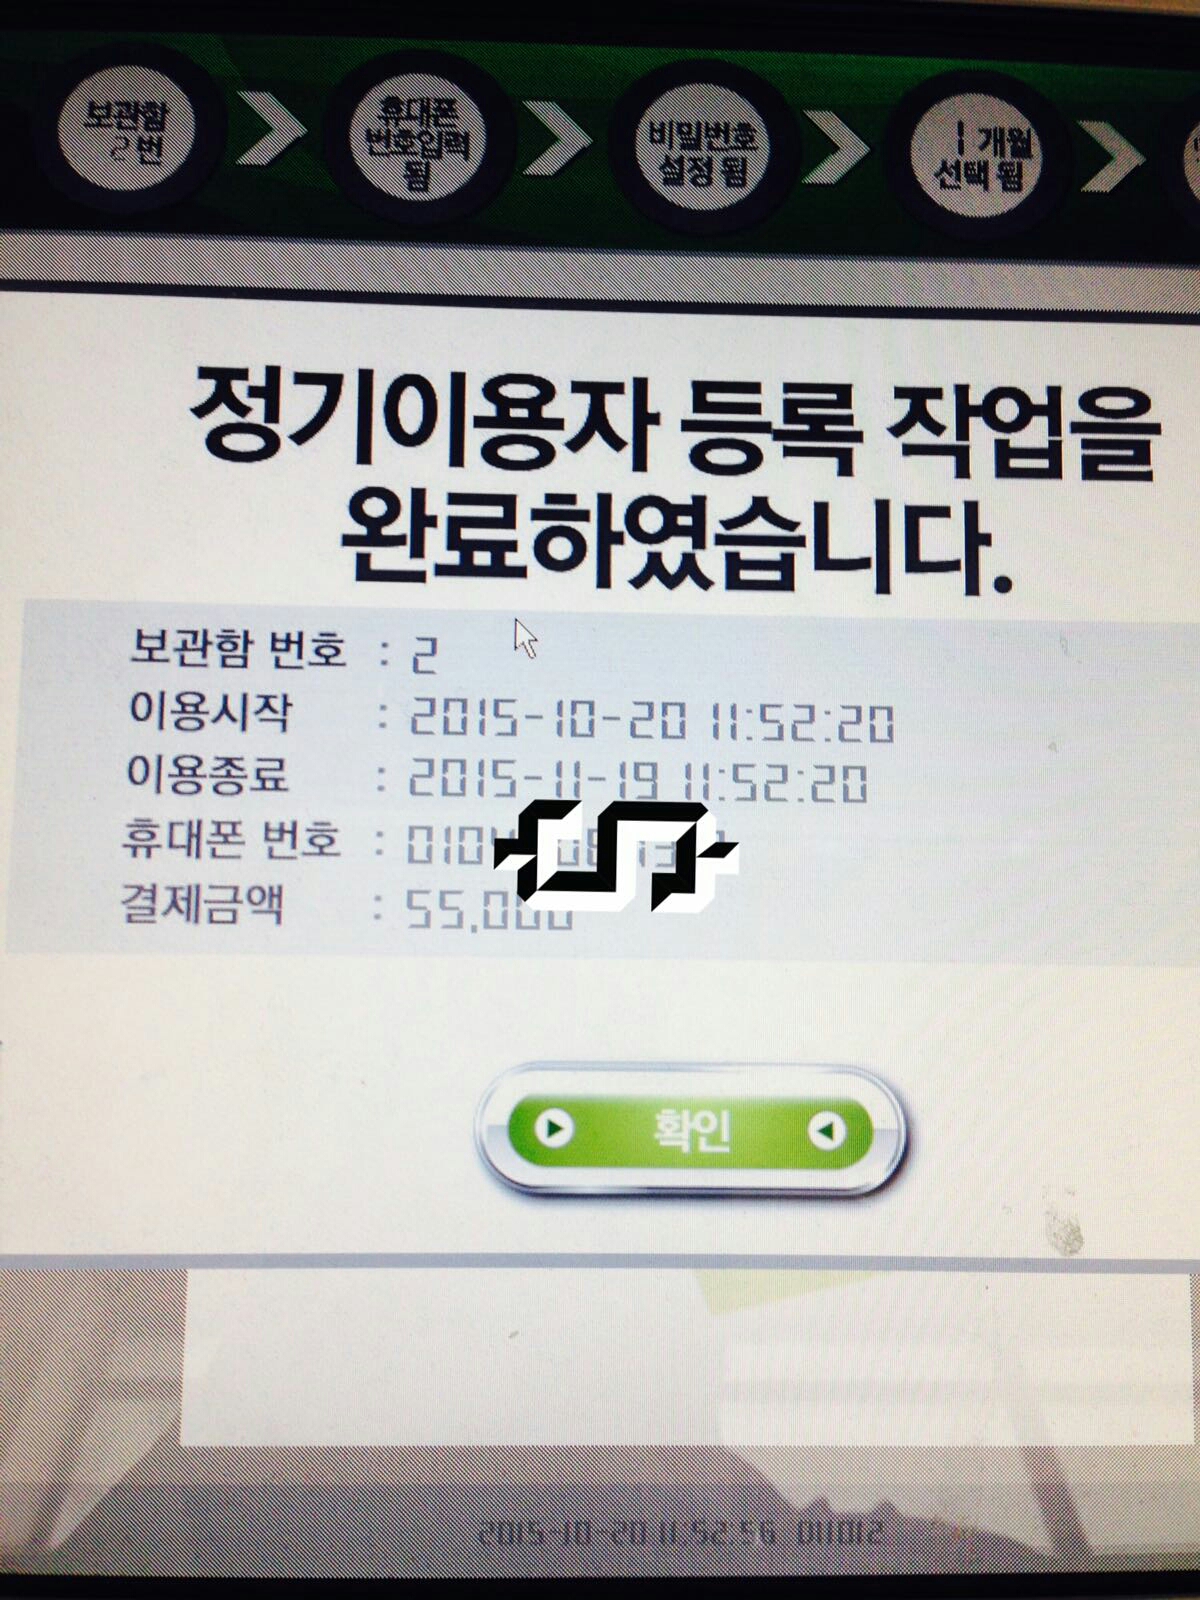 보관함
2번
휴대폰
번호입력
됨
비밀번호
설정 됨
1 개월
선택 됨
정기이용자 등록 작업을
완료하였습니다.
보관함 번호 : 2
이용시작 : 2015-10-20 11:52:20
이용종료 : 2015-11-19 11:52:20
휴대폰 번호 :
결제금액 : 55,000
확인
2015-10-20 11:52:56 011012